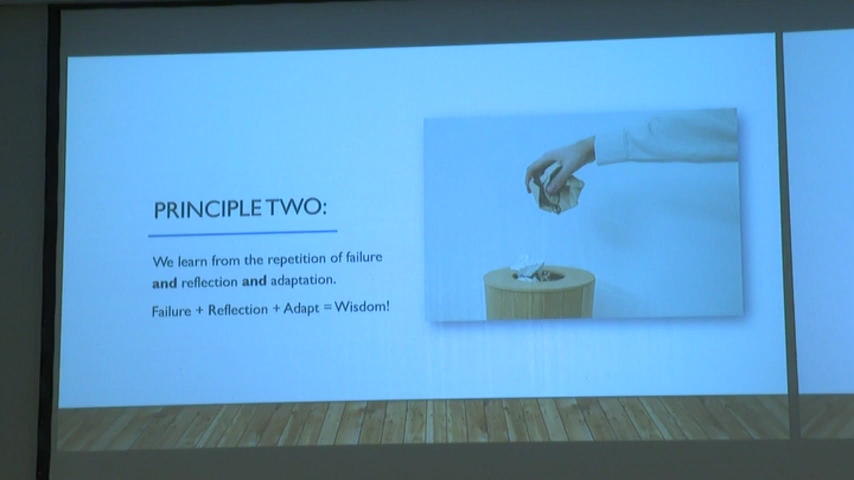 PRINCIPLE TWO:
We learn from the repetition of failure
and reflection and adaptation.
Failure + Reflection + Adapt = Wisdom!